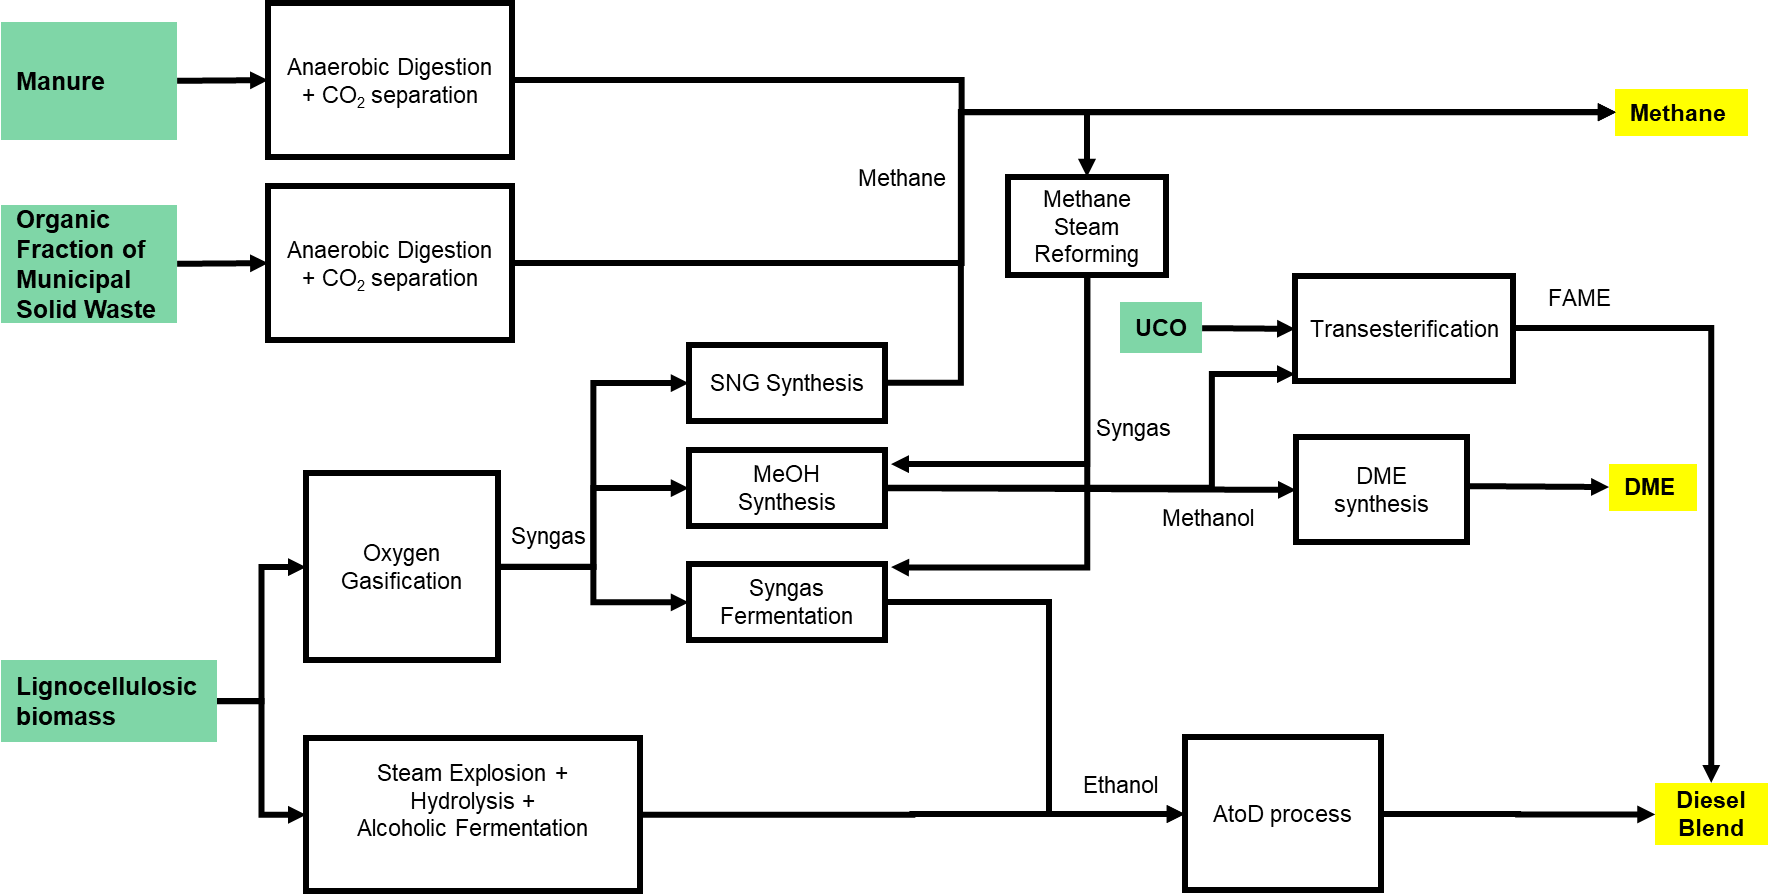 Manure
Anaerobic Digestion
+ CO₂ separation
Methane
Organic
Fraction of
Municipal
Solid Waste
Anaerobic Digestion
+ CO₂ separation
Methane
Methane
Steam
Reforming
UCO
Transesterification
FAME
SNG Synthesis
Syngas
MeOH
Synthesis
Methanol
DME
synthesis
DME
Oxygen
Gasification
Syngas
Syngas
Fermentation
Lignocellulosic
biomass
Steam Explosion +
Hydrolysis +
Alcoholic Fermentation
Ethanol
AtoD process
Diesel
Blend